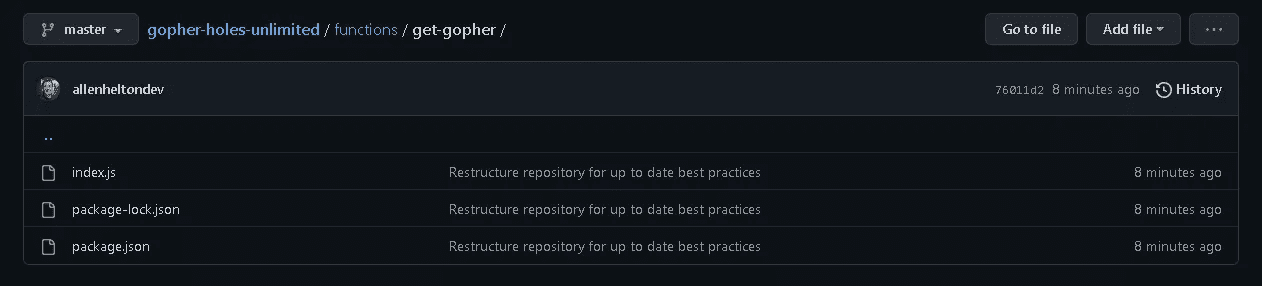 master gopher-holes-unlimited / functions / get-gopher / Go to file Add file ...
allenheltondev 76011d2 8 minutes ago History
..
index.js Restructure repository for up to date best practices 8 minutes ago
package-lock.json Restructure repository for up to date best practices 8 minutes ago
package.json Restructure repository for up to date best practices 8 minutes ago